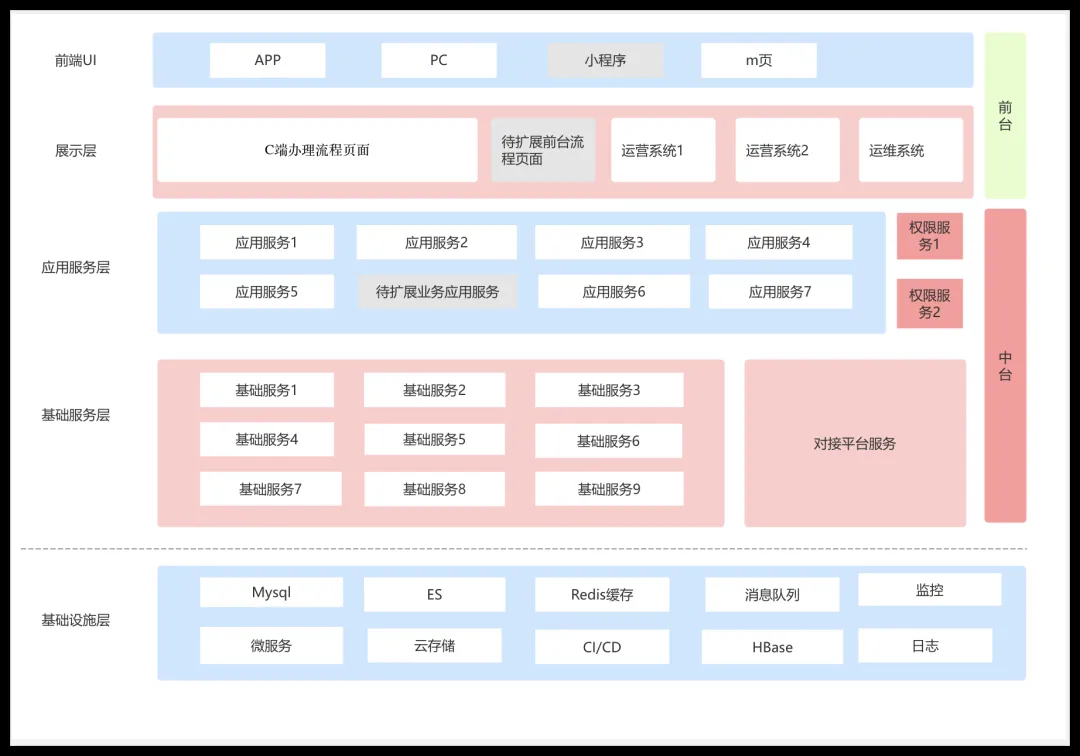 前端UI
APP
PC
小程序
m页
前
台
展示层
C端办理流程页面
待扩展前台流
程页面
运营系统1
运营系统2
运维系统
应用服务层
应用服务1
应用服务2
应用服务3
应用服务4
权限服
务1
应用服务5
待扩展业务应用服务
应用服务6
应用服务7
权限服
务2
中
台
基础服务层
基础服务1
基础服务2
基础服务3
基础服务4
基础服务5
基础服务6
对接平台服务
基础服务7
基础服务8
基础服务9
基础设施层
Mysql
ES
Redis缓存
消息队列
监控
微服务
云存储
CI/CD
HBase
日志